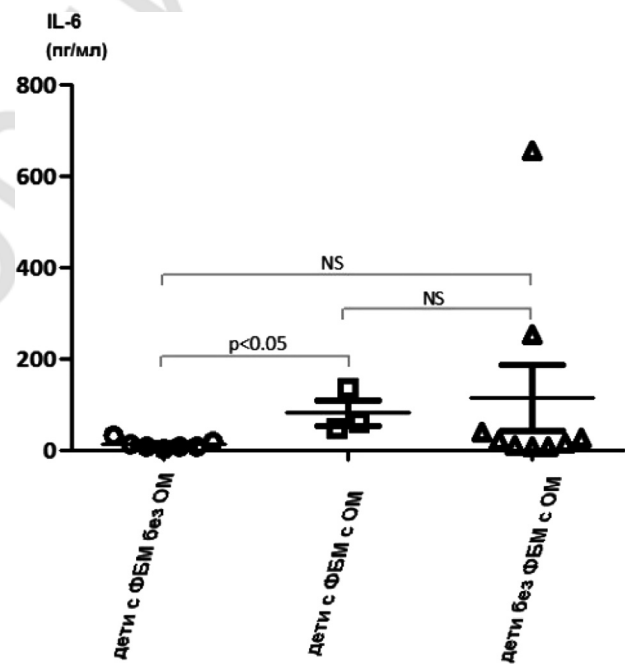 IL-6
(пг/мл)
800
600
400
200
0
NS
NS
p<0.05
дети с ФБМ без ОМ
дети с ФБМ с ОМ
дети без ФБМ с ОМ